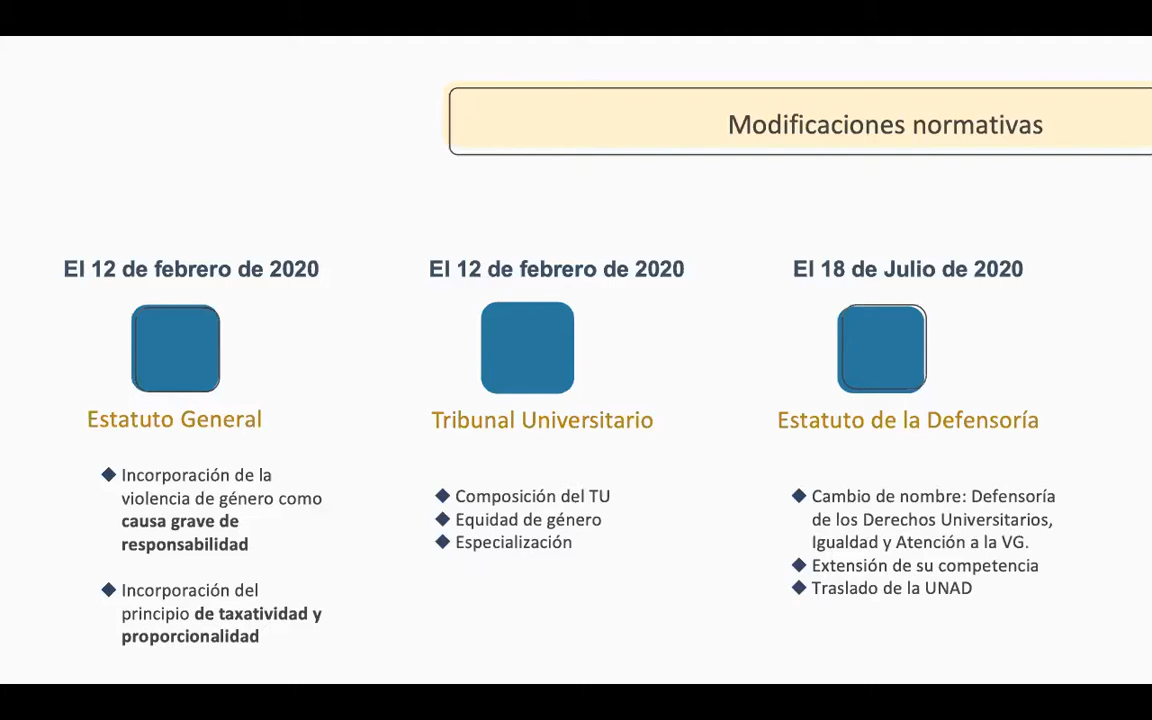 Modificaciones normativas
El 12 de febrero de 2020
Estatuto General
Incorporación de la
violencia de género como
causa grave de
responsabilidad
Incorporación del
principio de taxatividad y
proporcionalidad
El 12 de febrero de 2020
Tribunal Universitario
Composición del TU
Equidad de género
Especialización
El 18 de Julio de 2020
Estatuto de la Defensoría
Cambio de nombre: Defensoría
de los Derechos Universitarios,
Igualdad y Atención a la VG.
Extensión de su competencia
Traslado de la UNAD